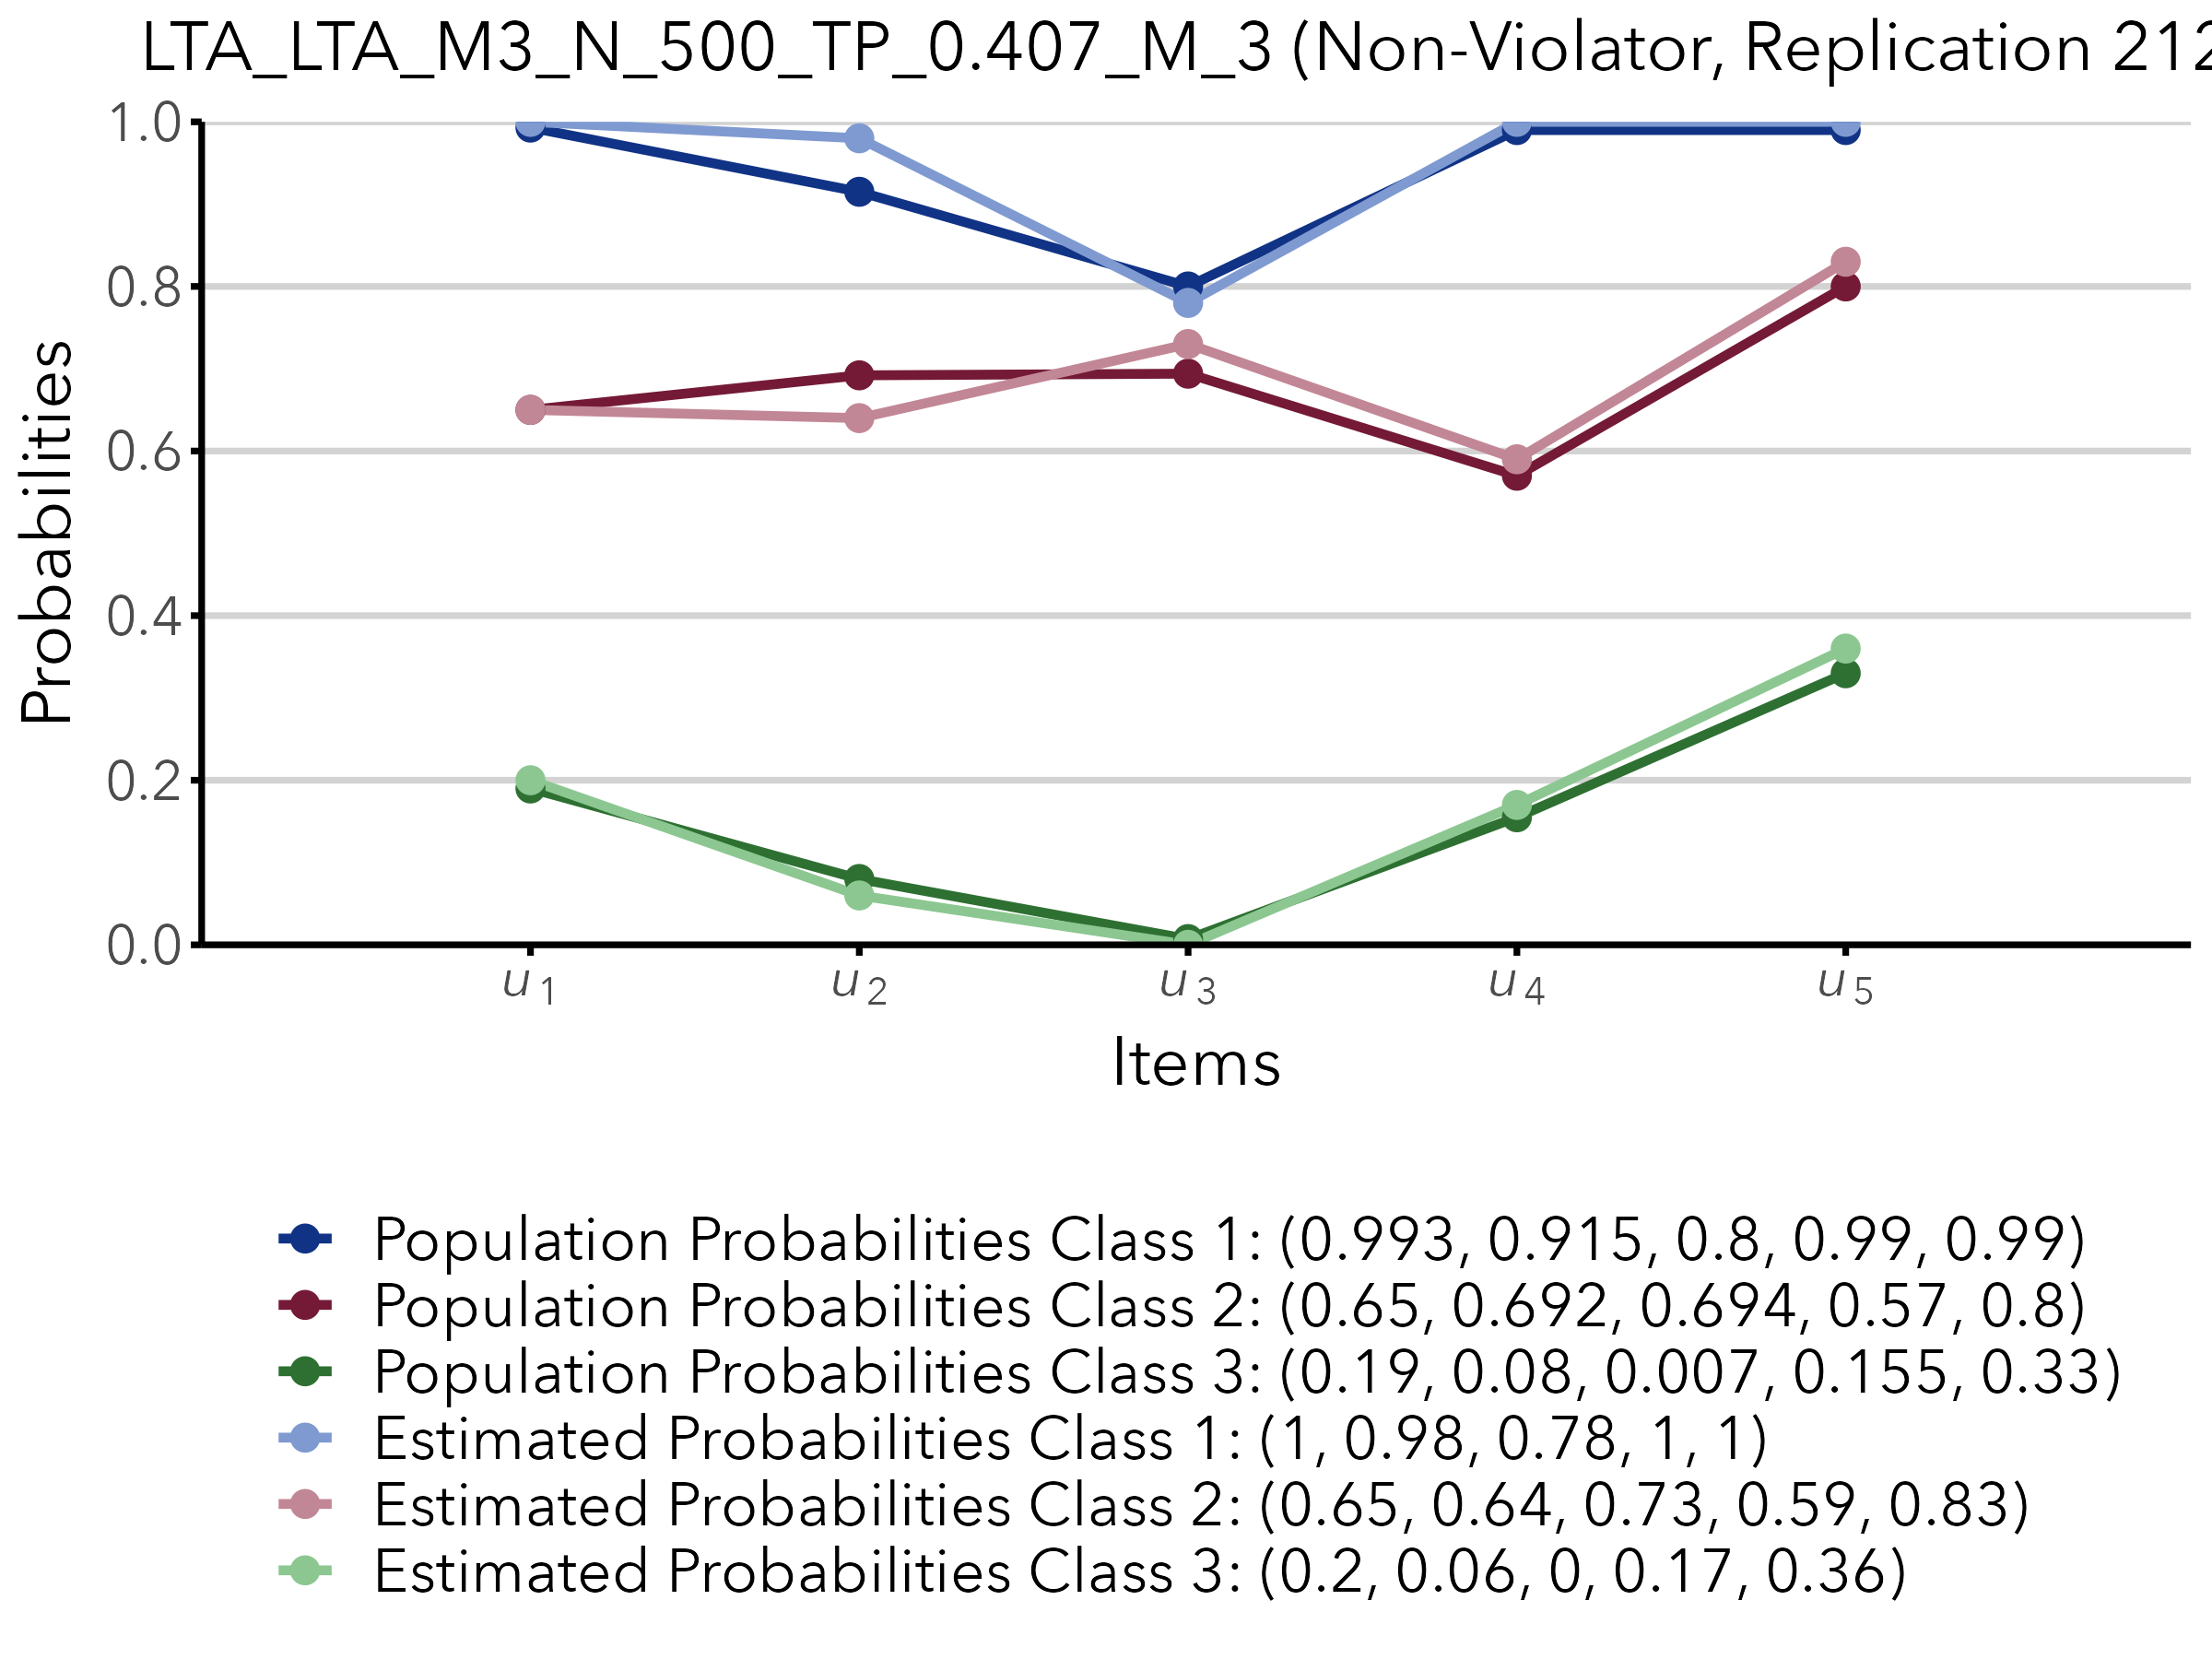 LTA_LTA_M3_N_500_TP_0.407_M_3 (Non-Violator, Replication 212
1.0
0.8
0.6
0.4
0.2
0.0
Probabilities
u1 u2 u3 u4 u5
Items
Population Probabilities Class 1: (0.993, 0.915, 0.8, 0.99, 0.99)
Population Probabilities Class 2: (0.65, 0.692, 0.694, 0.57, 0.8)
Population Probabilities Class 3: (0.19, 0.08, 0.007, 0.155, 0.33)
Estimated Probabilities Class 1: (1, 0.98, 0.78, 1, 1)
Estimated Probabilities Class 2: (0.65, 0.64, 0.73, 0.59, 0.83)
Estimated Probabilities Class 3: (0.2, 0.06, 0, 0.17, 0.36)